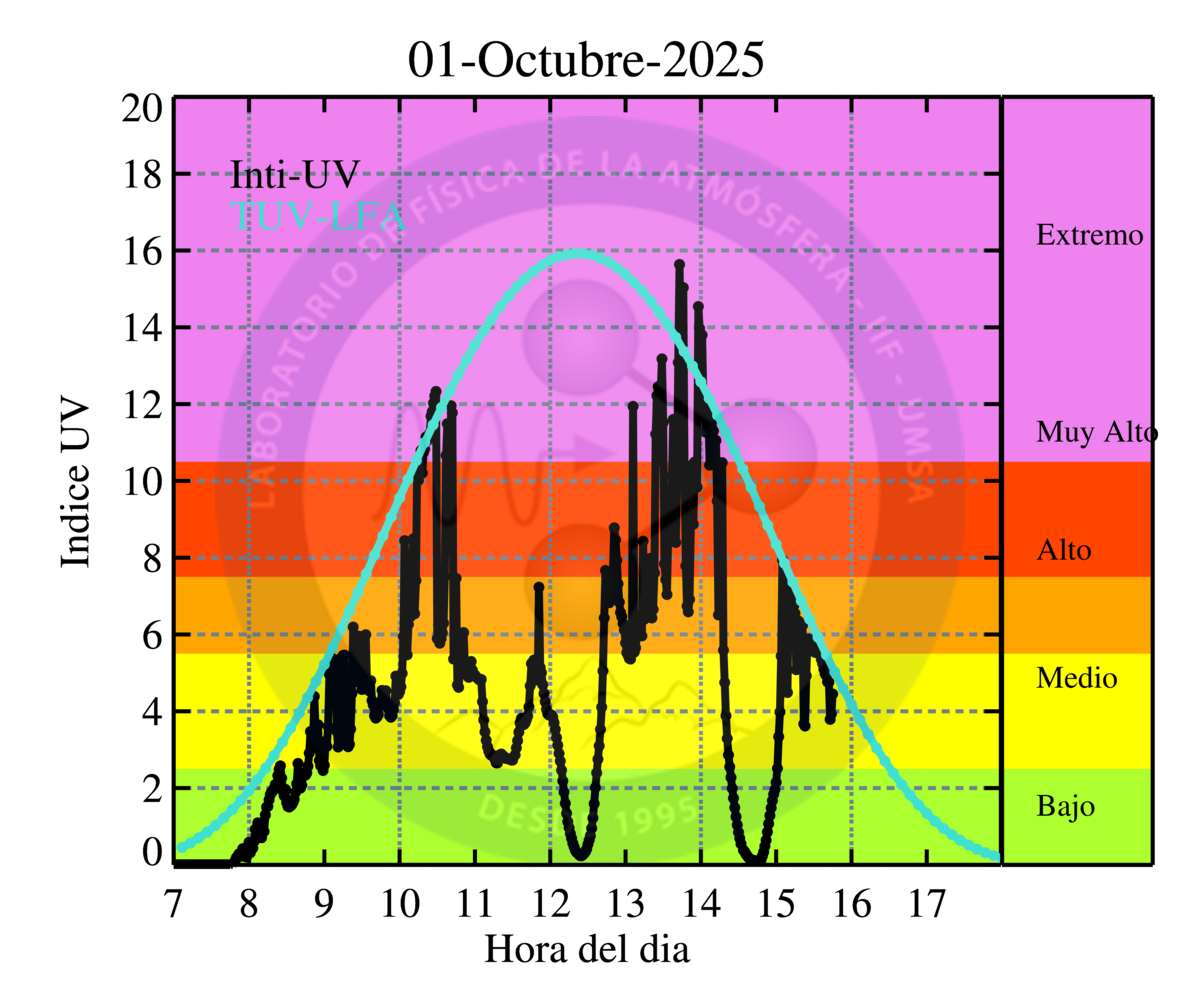 01-Octubre-2025
Inti-UV
TUV-LFA
LABORATORIO DE FÍSICA DE LA ATMÓSFERA - IIF - UMSA
DESDE 1995
Indice UV
20
18
16
14
12
10
8
6
4
2
0
Extremo
Muy Alto
Alto
Medio
Bajo
7 8 9 10 11 12 13 14 15 16 17
Hora del dia